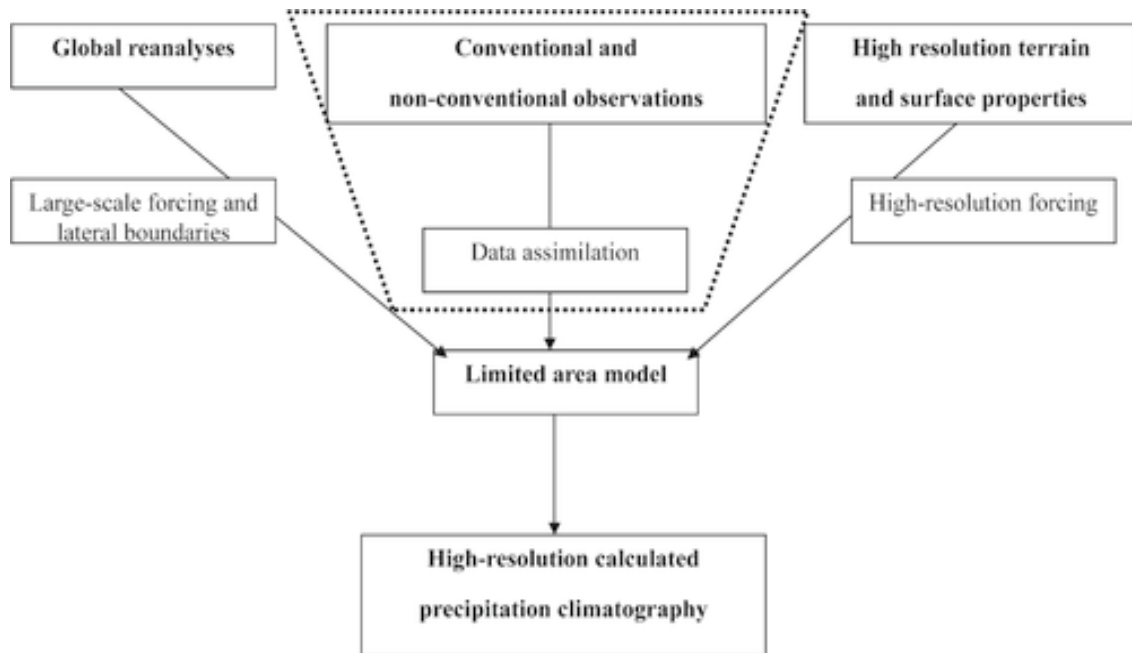 Global reanalyses
Conventional and
non-conventional observations
High resolution terrain
and surface properties
Large-scale forcing and
lateral boundaries
High-resolution forcing
Data assimilation
Limited area model
High-resolution calculated
precipitation climatography